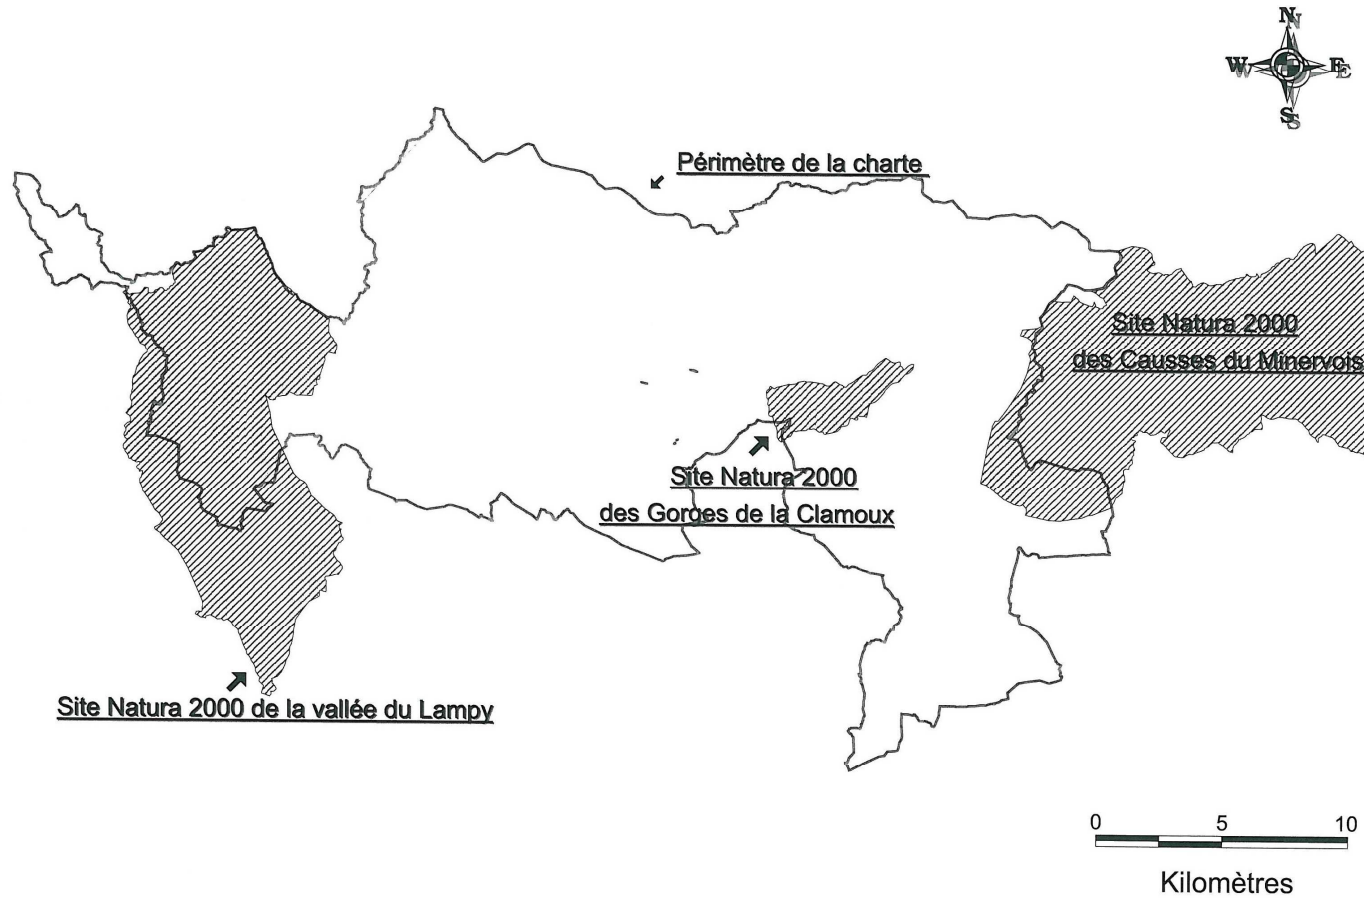 N
W E
S
Périmètre de la charte
Site Natura 2000
des Causses du Minervois
Site Natura 2000
des Gorges de la Clamoux
Site Natura 2000 de la vallée du Lampy
0 5 10
Kilomètres